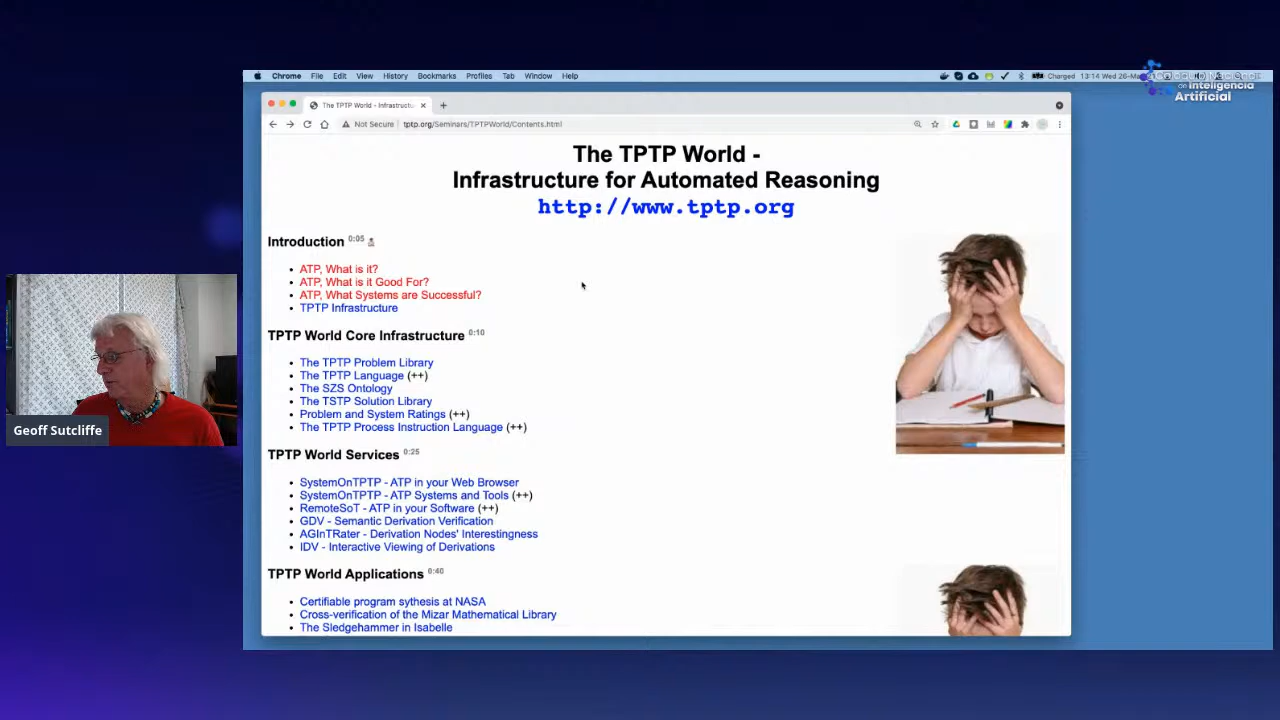 Chrome File Edit View History Bookmarks Profiles Tab Window Help
Charged 13:14 Wed 26-Ma
on Inteligencia
Artificial
The TPTP World - Infrastructu
Not Secure tptp.org/Seminars/TPTPWorld/Contents.html
The TPTP World -
Infrastructure for Automated Reasoning
http://www.tptp.org
Introduction 0:05
ATP, What is it?
ATP, What is it Good For?
ATP, What Systems are Successful?
TPTP Infrastructure
TPTP World Core Infrastructure 0:10
The TPTP Problem Library
The TPTP Language (++)
The SZS Ontology
The TSTP Solution Library
Problem and System Ratings (++)
The TPTP Process Instruction Language (++)
TPTP World Services 0:25
SystemOnTPTP - ATP in your Web Browser
SystemOnTPTP - ATP Systems and Tools (++)
RemoteSoT - ATP in your Software (++)
GDV - Semantic Derivation Verification
AGInTRater - Derivation Nodes' Interestingness
IDV - Interactive Viewing of Derivations
TPTP World Applications 0:40
Certifiable program sythesis at NASA
Cross-verification of the Mizar Mathematical Library
The Sledgehammer in Isabelle
Geoff Sutcliffe